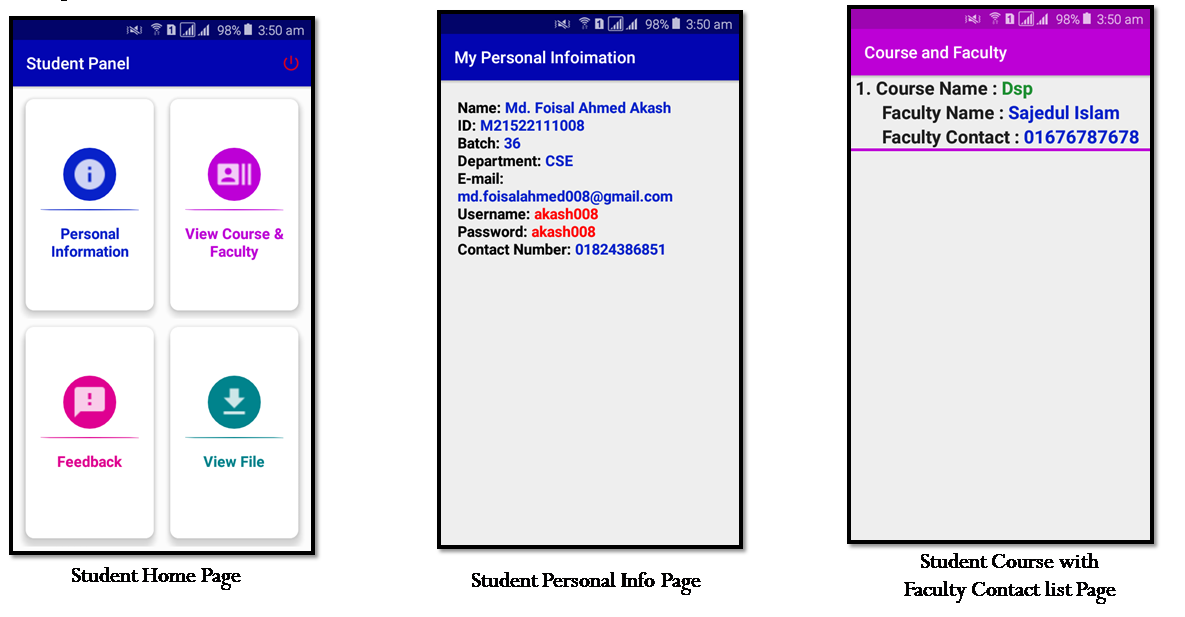 98% 3:50 am
Student Panel
Personal
Information
View Course &
Faculty
Feedback
View File
Student Home Page
98% 3:50 am
My Personal Infoimation
Name: Md. Foisal Ahmed Akash
ID: M21522111008
Batch: 36
Department: CSE
E-mail:
md.foisalahmed008@gmail.com
Username: akash008
Password: akash008
Contact Number: 01824386851
Student Personal Info Page
98% 3:50 am
Course and Faculty
1. Course Name : Dsp
Faculty Name : Sajedul Islam
Faculty Contact : 01676787678
Student Course with
Faculty Contact list Page